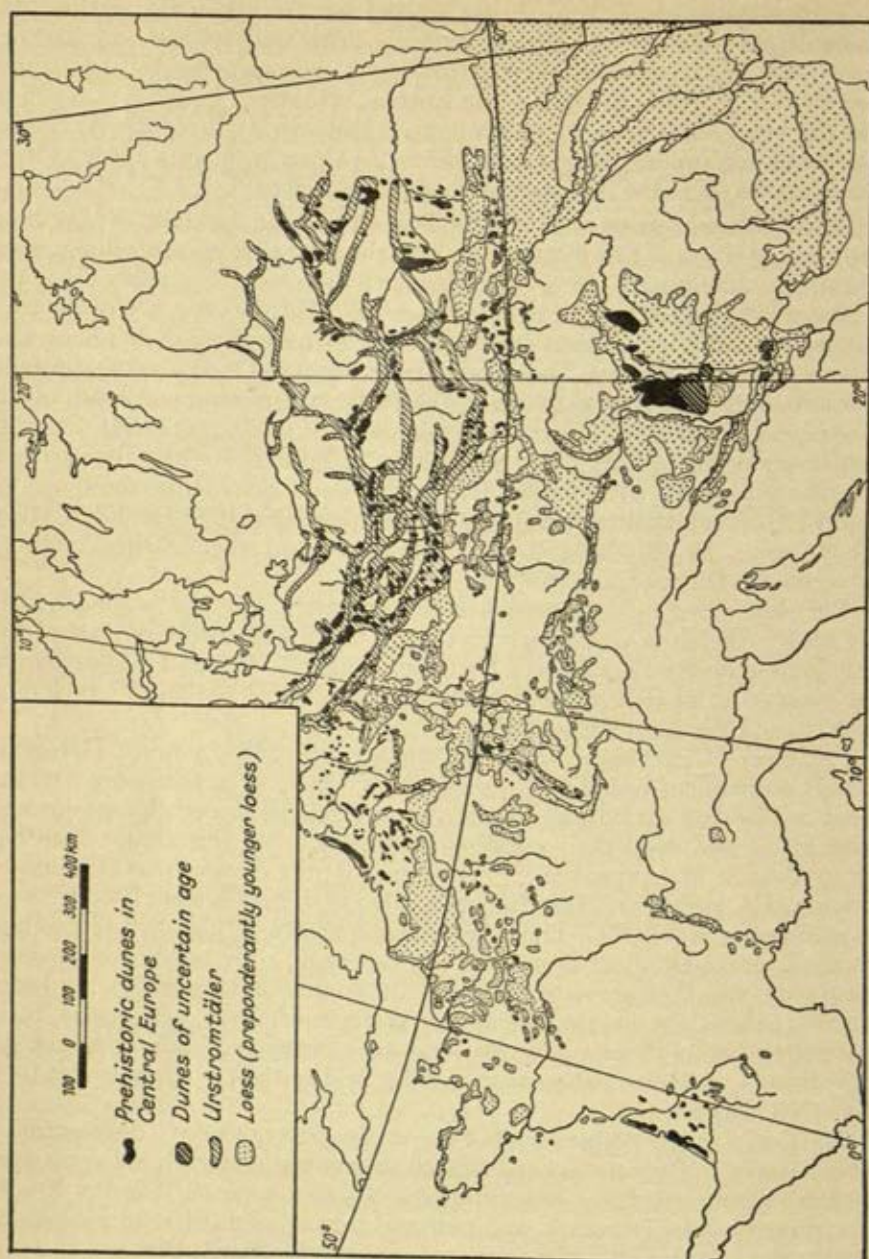 100 0 100 200 300 400 Km
Prehistoric dunes in
Central Europe
Dunes of uncertain age
Urstromtäler
Loess (preponderantly younger loess)
10°
20°
30°
50°
0°
10°
20°